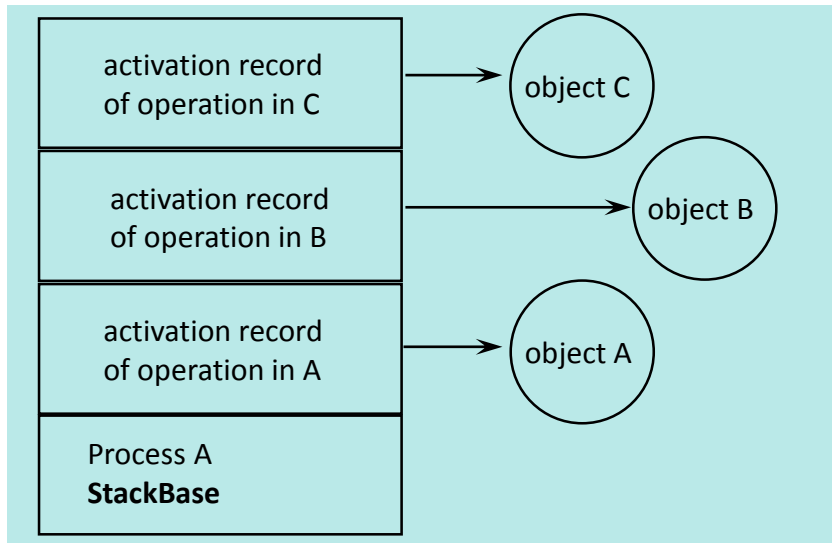 activation record
of operation in C
object C
activation record
of operation in B
object B
activation record
of operation in A
object A
Process A
StackBase